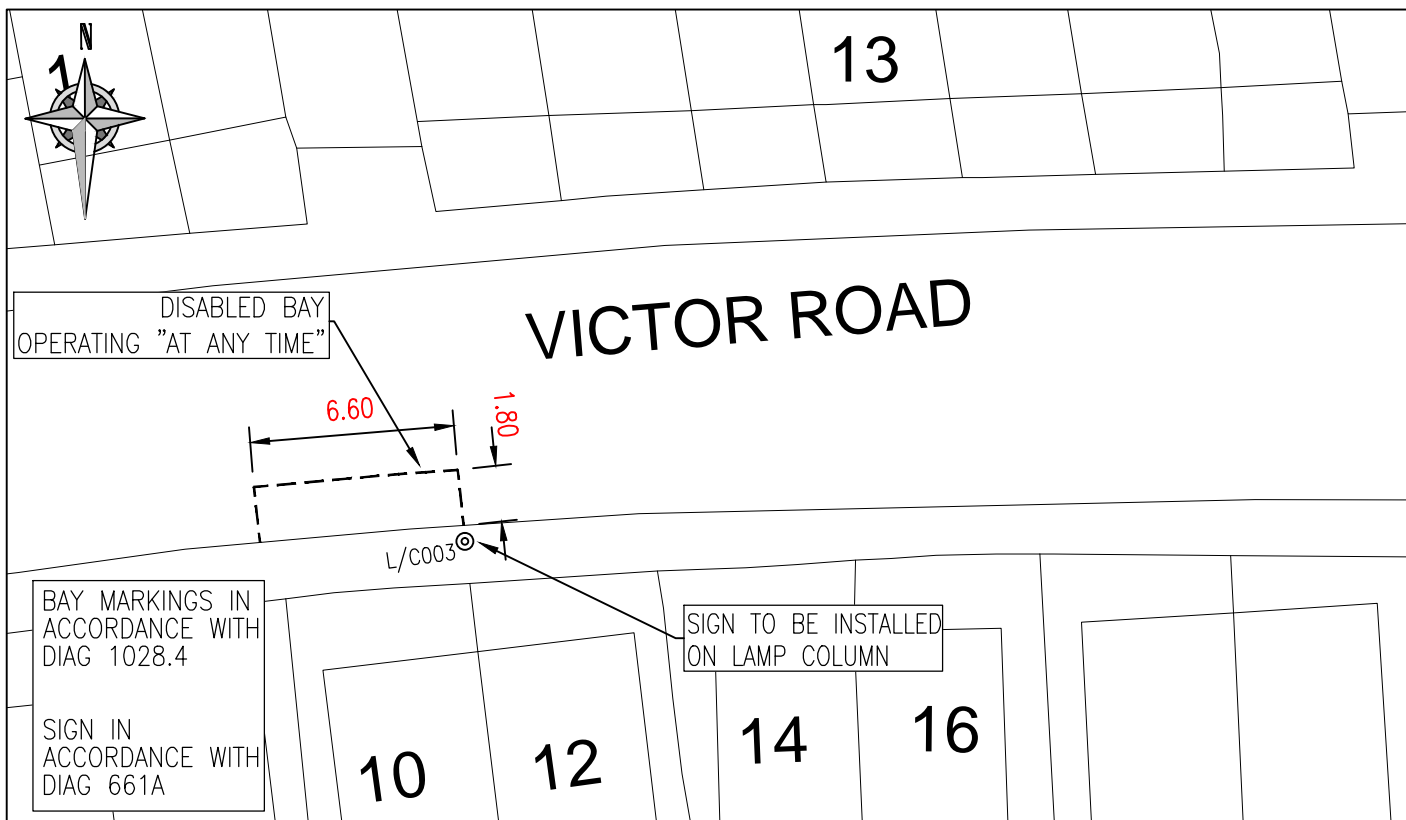 N
1
13
VICTOR ROAD
DISABLED BAY
OPERATING "AT ANY TIME"
6.60
1.80
L/C003
BAY MARKINGS IN
ACCORDANCE WITH
DIAG 1028.4
SIGN IN
ACCORDANCE WITH
DIAG 661A
SIGN TO BE INSTALLED
ON LAMP COLUMN
10
12
14
16